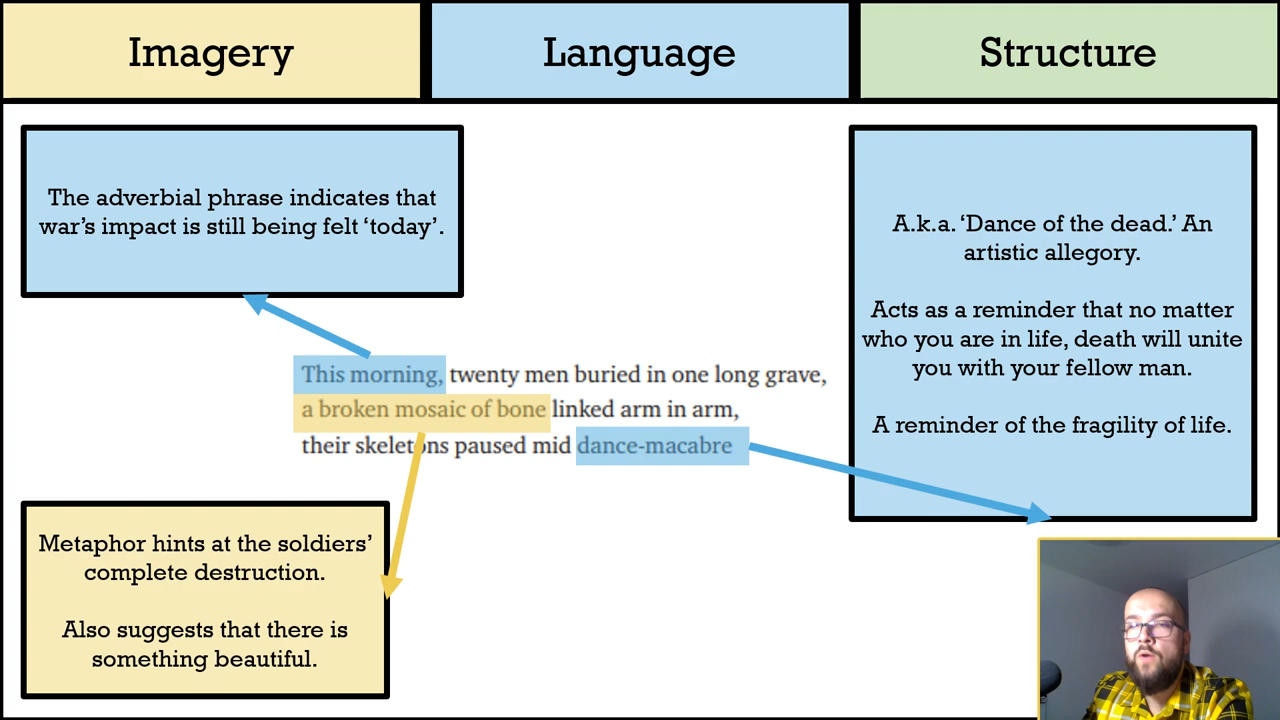 Imagery
Language
Structure
The adverbial phrase indicates that
war's impact is still being felt 'today'.
A.k.a. 'Dance of the dead.' An
artistic allegory.
Acts as a reminder that no matter
who you are in life, death will unite
you with your fellow man.
A reminder of the fragility of life.
This morning, twenty men buried in one long grave,
a broken mosaic of bone linked arm in arm,
their skeletons paused mid dance-macabre
Metaphor hints at the soldiers'
complete destruction.
Also suggests that there is
something beautiful.